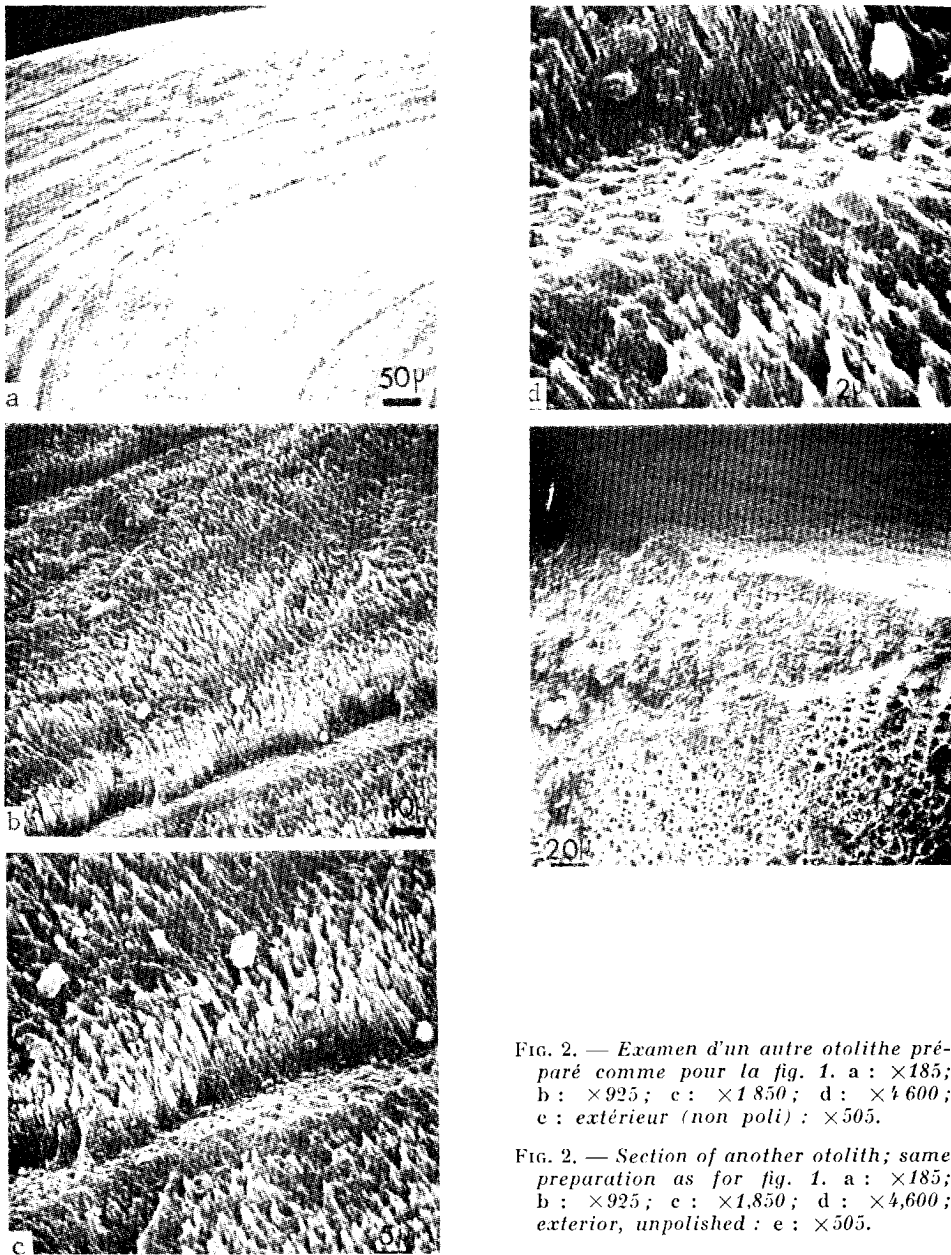 a
50μ
b
c
5
d
2μ
20μ
FIG. 2. — Examen d'un autre otolithe pré-
paré comme pour la fig. 1. a : ×185;
b : ×925; c : ×1 850; d : ×4 600;
c : extérieur (non poli) : ×505.
FIG. 2. — Section of another otolith; same
preparation as for fig. 1. a : ×185;
b : ×925; c : ×1,850; d : ×4,600;
exterior, unpolished : e : ×505.